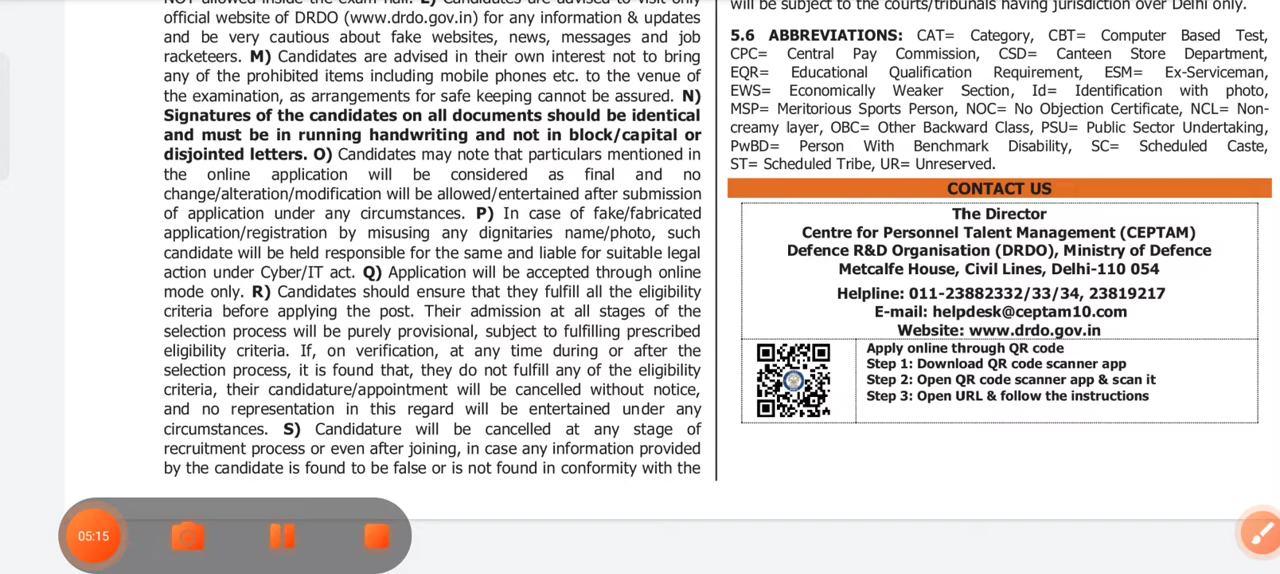 NOT allowed inside the exam hall. L) Candidates are advised to visit only
official website of DRDO (www.drdo.gov.in) for any information & updates
and be very cautious about fake websites, news, messages and job
racketeers. M) Candidates are advised in their own interest not to bring
any of the prohibited items including mobile phones etc. to the venue of
the examination, as arrangements for safe keeping cannot be assured. N)
Signatures of the candidates on all documents should be identical
and must be in running handwriting and not in block/capital or
disjointed letters. O) Candidates may note that particulars mentioned in
the online application will be considered as final and no
change/alteration/modification will be allowed/entertained after submission
of application under any circumstances. P) In case of fake/fabricated
application/registration by misusing any dignitaries name/photo, such
candidate will be held responsible for the same and liable for suitable legal
action under Cyber/IT act. Q) Application will be accepted through online
mode only. R) Candidates should ensure that they fulfill all the eligibility
criteria before applying the post. Their admission at all stages of the
selection process will be purely provisional, subject to fulfilling prescribed
eligibility criteria. If, on verification, at any time during or after the
selection process, it is found that, they do not fulfill any of the eligibility
criteria, their candidature/appointment will be cancelled without notice,
and no representation in this regard will be entertained under any
circumstances. S) Candidature will be cancelled at any stage of
recruitment process or even after joining, in case any information provided
by the candidate is found to be false or is not found in conformity with the
will be subject to the courts/tribunals having jurisdiction over Delhi only.
5.6 ABBREVIATIONS: CAT= Category, CBT= Computer Based Test,
CPC= Central Pay Commission, CSD= Canteen Store Department,
EQR= Educational Qualification Requirement, ESM= Ex-Serviceman,
EWS= Economically Weaker Section, Id= Identification with photo,
MSP= Meritorious Sports Person, NOC= No Objection Certificate, NCL= Non-
creamy layer, OBC= Other Backward Class, PSU= Public Sector Undertaking,
PwBD= Person With Benchmark Disability, SC= Scheduled Caste,
ST= Scheduled Tribe, UR= Unreserved.
CONTACT US
The Director
Centre for Personnel Talent Management (CEPTAM)
Defence R&D Organisation (DRDO), Ministry of Defence
Metcalfe House, Civil Lines, Delhi-110 054
Helpline: 011-23882332/33/34, 23819217
E-mail: helpdesk@ceptam10.com
Website: www.drdo.gov.in
Apply online through QR code
Step 1: Download QR code scanner app
Step 2: Open QR code scanner app & scan it
Step 3: Open URL & follow the instructions
05:15